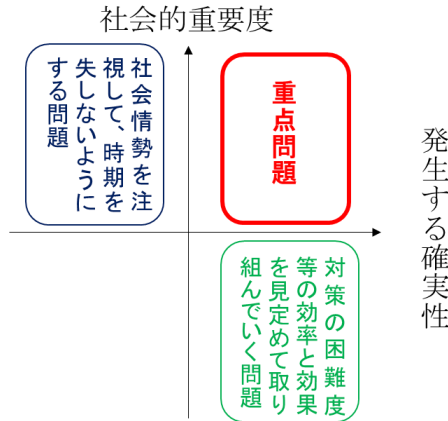 社会的重要度
社会情勢を注
視して、時期を
失しないように
する問題
重点問題
発生する確実性
対策の困難度
等の効率と効果
を見定めて取り
組んでいく問題